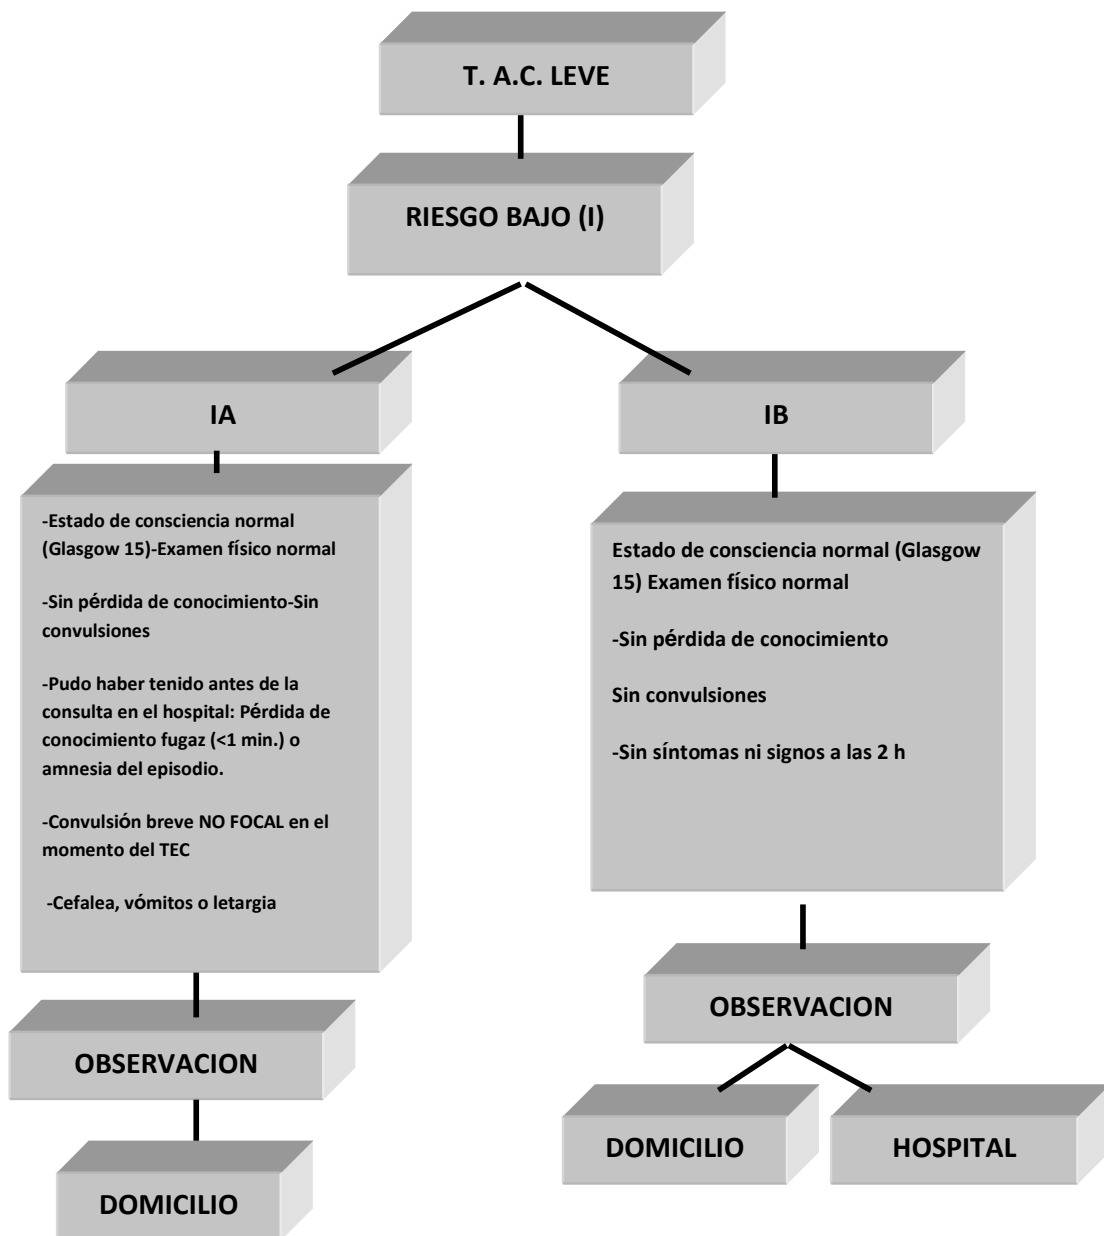 T. A.C. LEVE
RIESGO BAJO (I)
IA
-Estado de consciencia normal
(Glasgow 15)-Examen físico normal
-Sin pérdida de conocimiento-Sin
convulsiones
-Pudo haber tenido antes de la
consulta en el hospital: Pérdida de
conocimiento fugaz (<1 min.) o
amnesia del episodio.
-Convulsión breve NO FOCAL en el
momento del TEC
-Cefalea, vómitos o letargia
OBSERVACION
DOMICILIO
IB
Estado de consciencia normal (Glasgow
15) Examen físico normal
-Sin pérdida de conocimiento
Sin convulsiones
-Sin síntomas ni signos a las 2 h
OBSERVACION
DOMICILIO
HOSPITAL